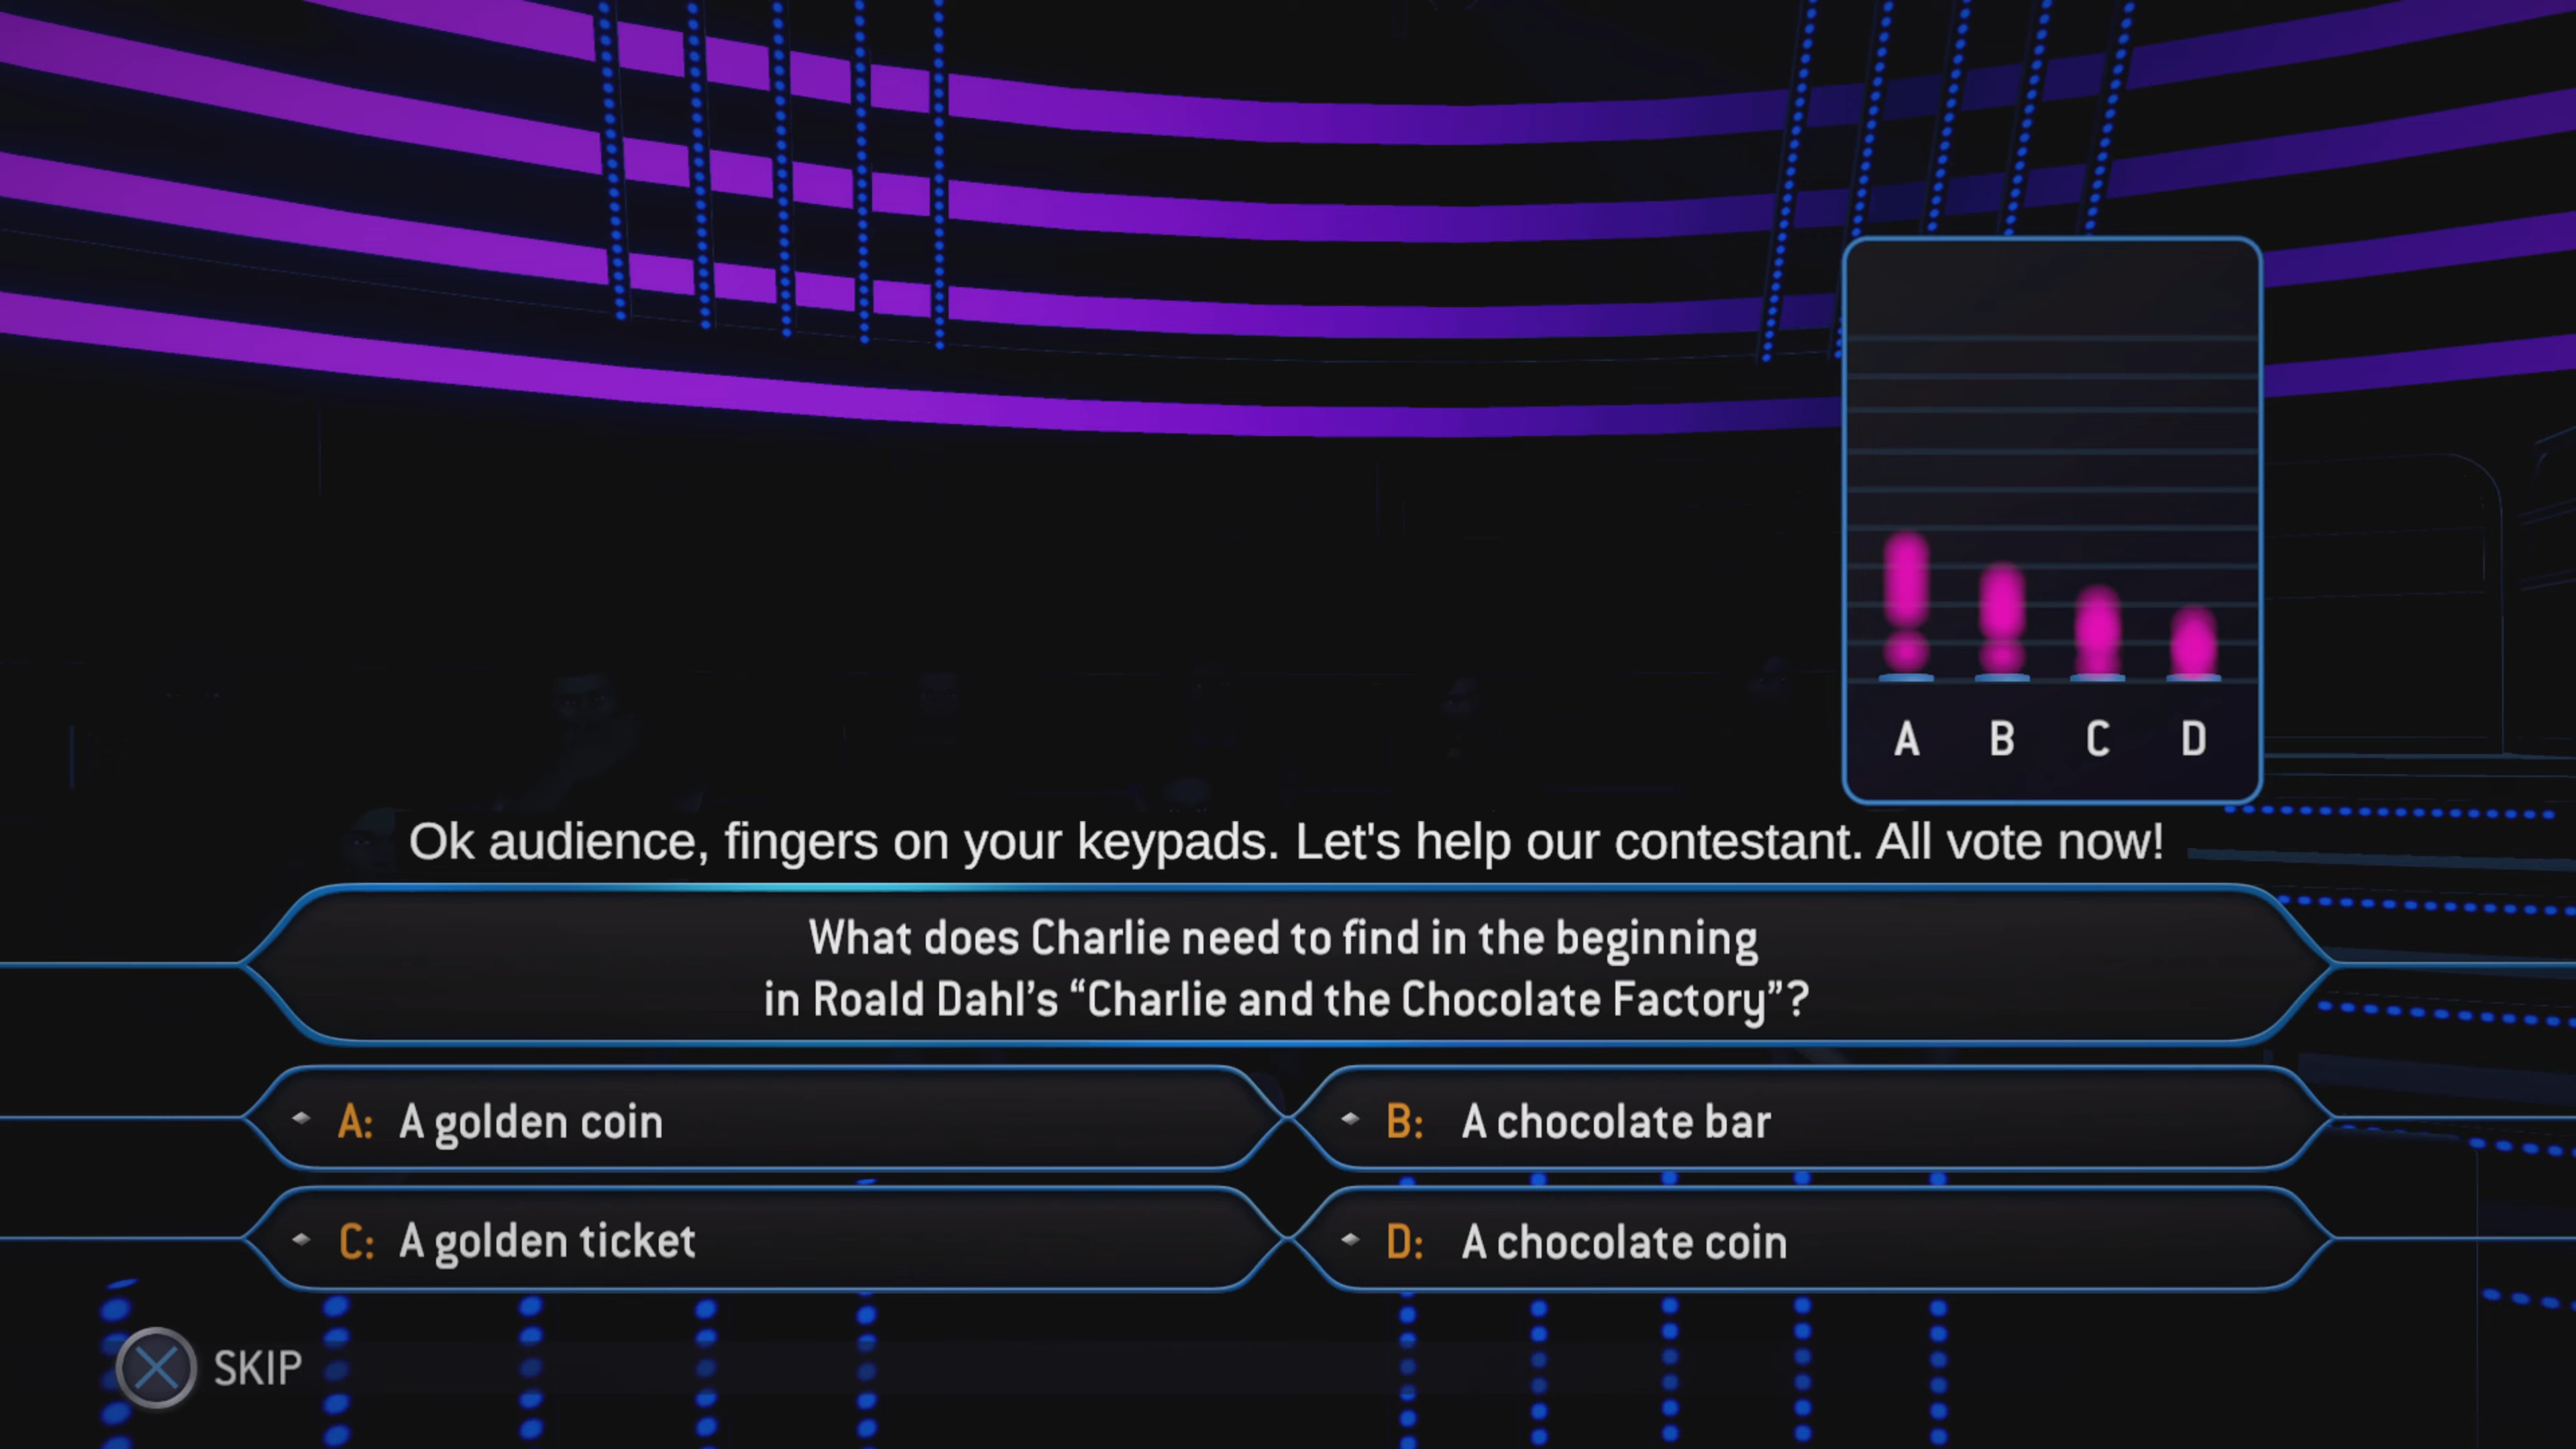 A B C D
Ok audience, fingers on your keypads. Let's help our contestant. All vote now!
What does Charlie need to find in the beginning
in Roald Dahl's “Charlie and the Chocolate Factory”?
A: A golden coin
B: A chocolate bar
C: A golden ticket
D: A chocolate coin
SKIP